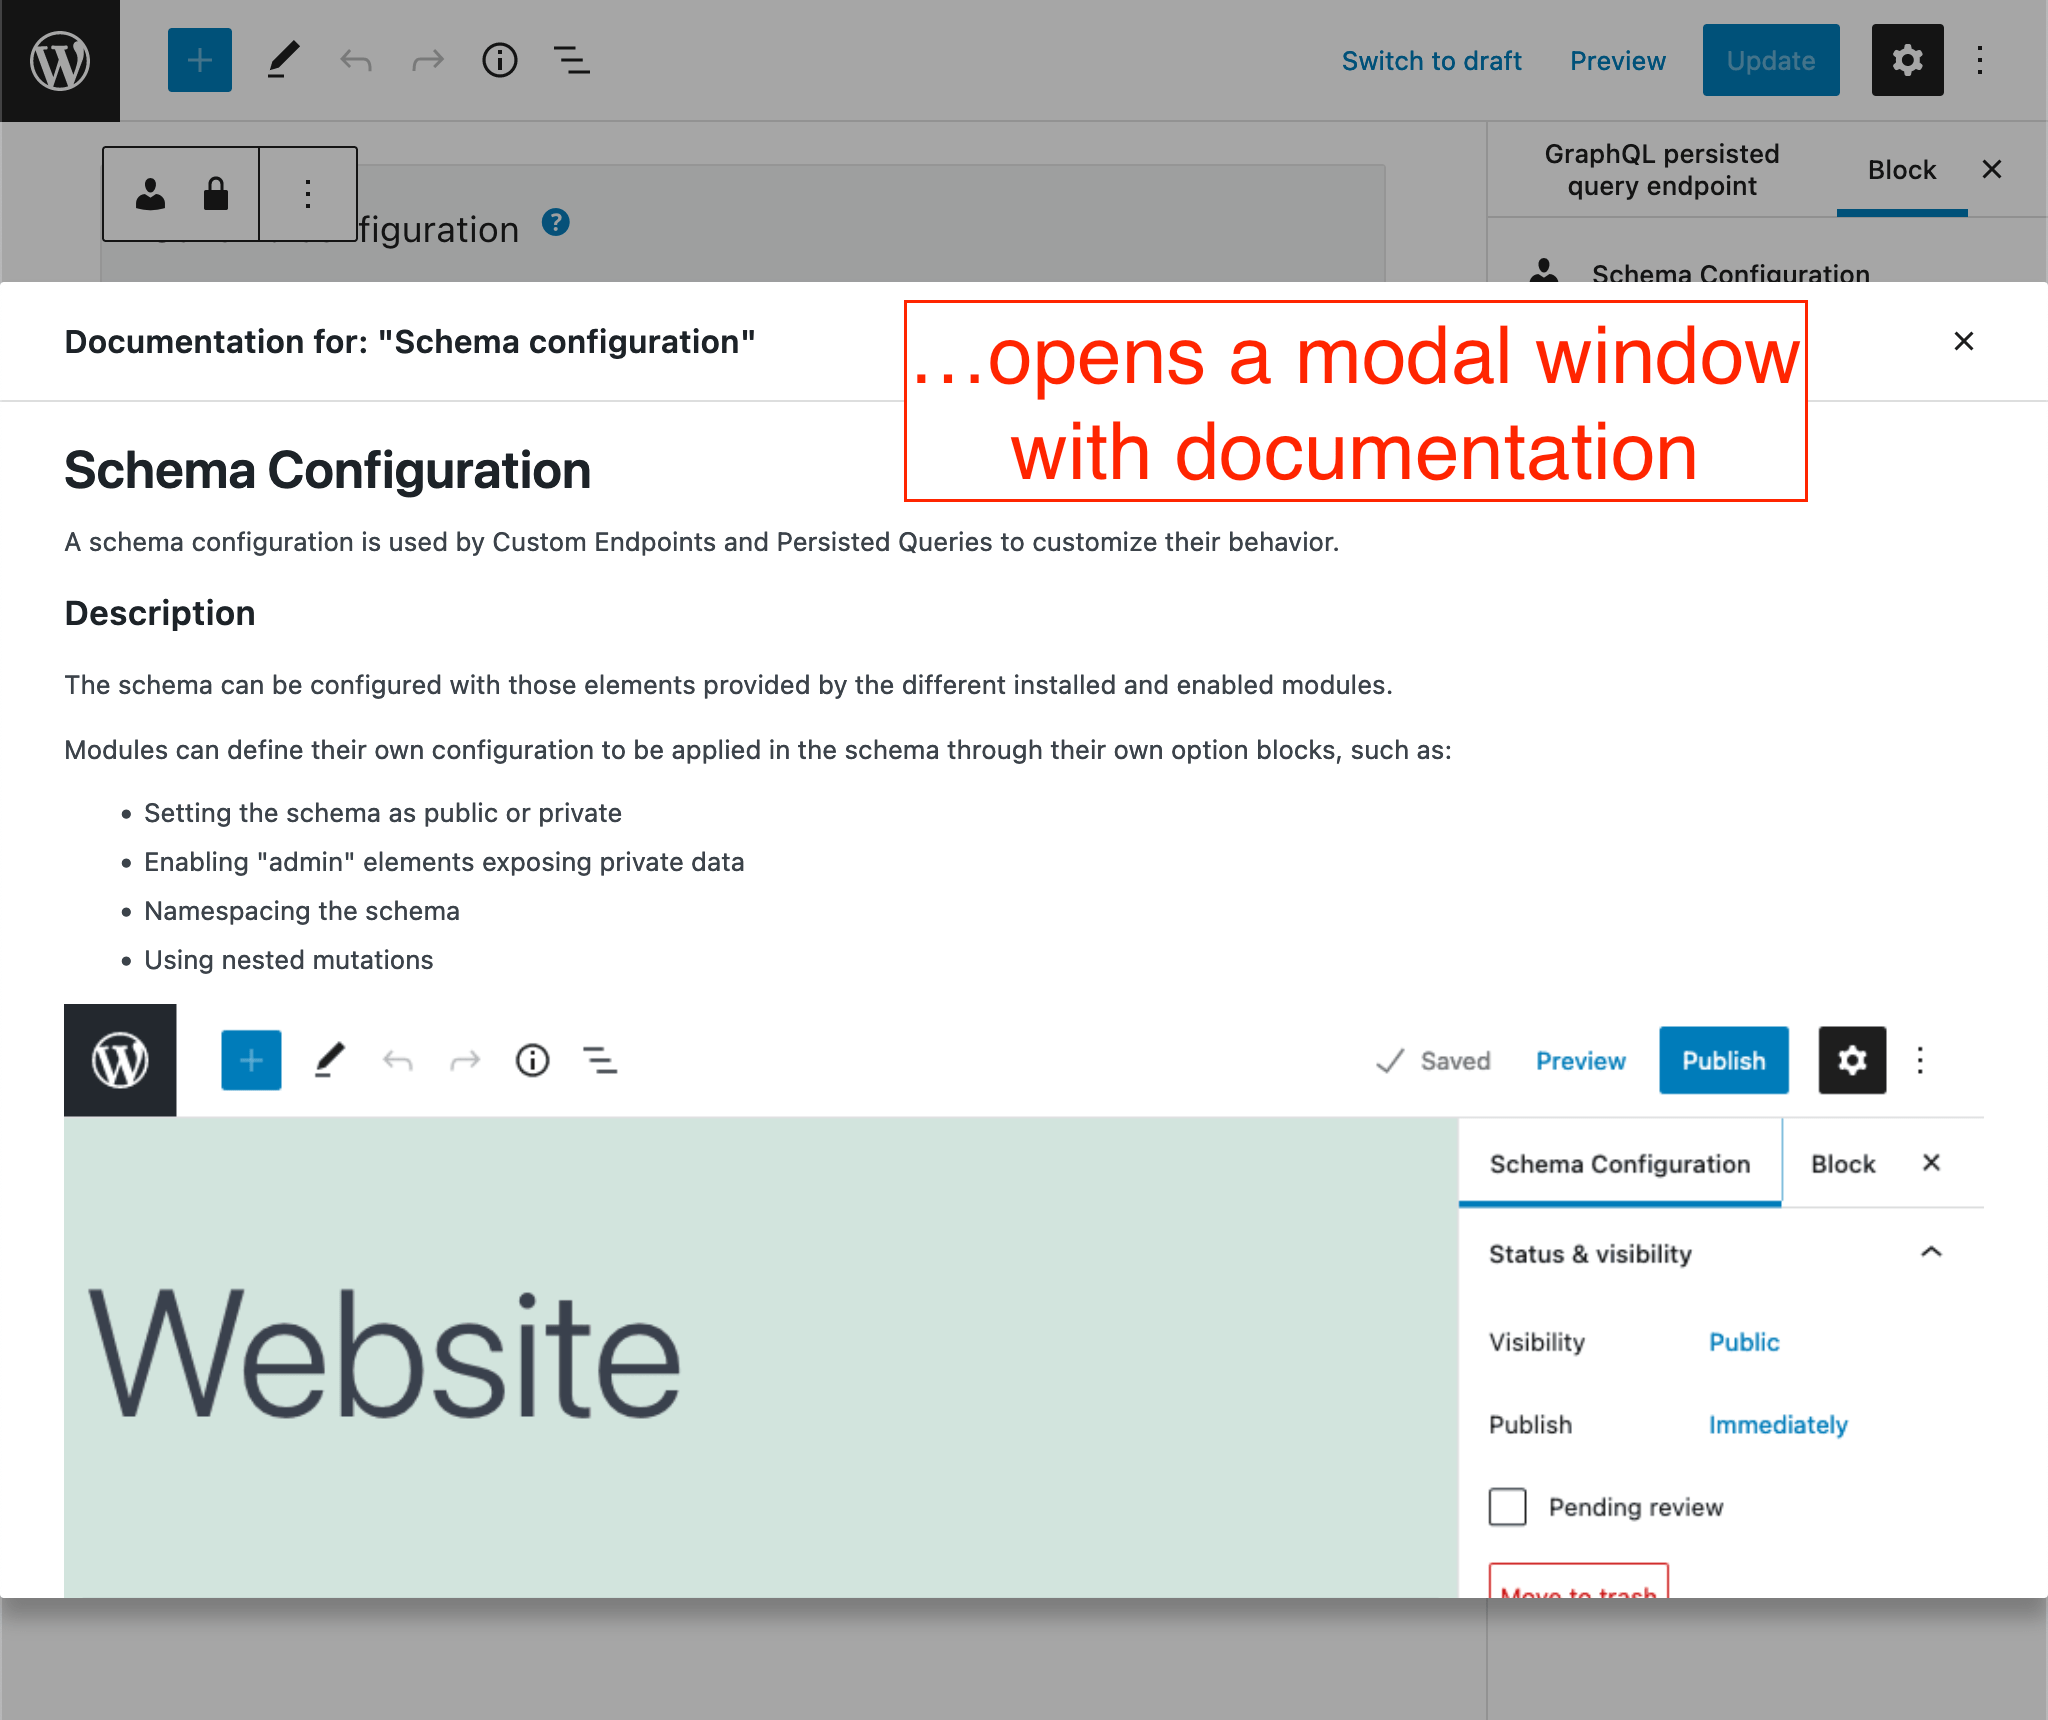 Switch to draft
Preview
Update
GraphQL persisted
query endpoint
Block
figuration
?
Schema Configuration
Documentation for: "Schema configuration"
...opens a modal window
with documentation
Schema Configuration
A schema configuration is used by Custom Endpoints and Persisted Queries to customize their behavior.
Description
The schema can be configured with those elements provided by the different installed and enabled modules.
Modules can define their own configuration to be applied in the schema through their own option blocks, such as:
• Setting the schema as public or private
• Enabling "admin" elements exposing private data
• Namespacing the schema
• Using nested mutations
Saved
Preview
Publish
Schema Configuration
Block
Website
Status & visibility
Visibility
Public
Publish
Immediately
Pending review
Move to trash